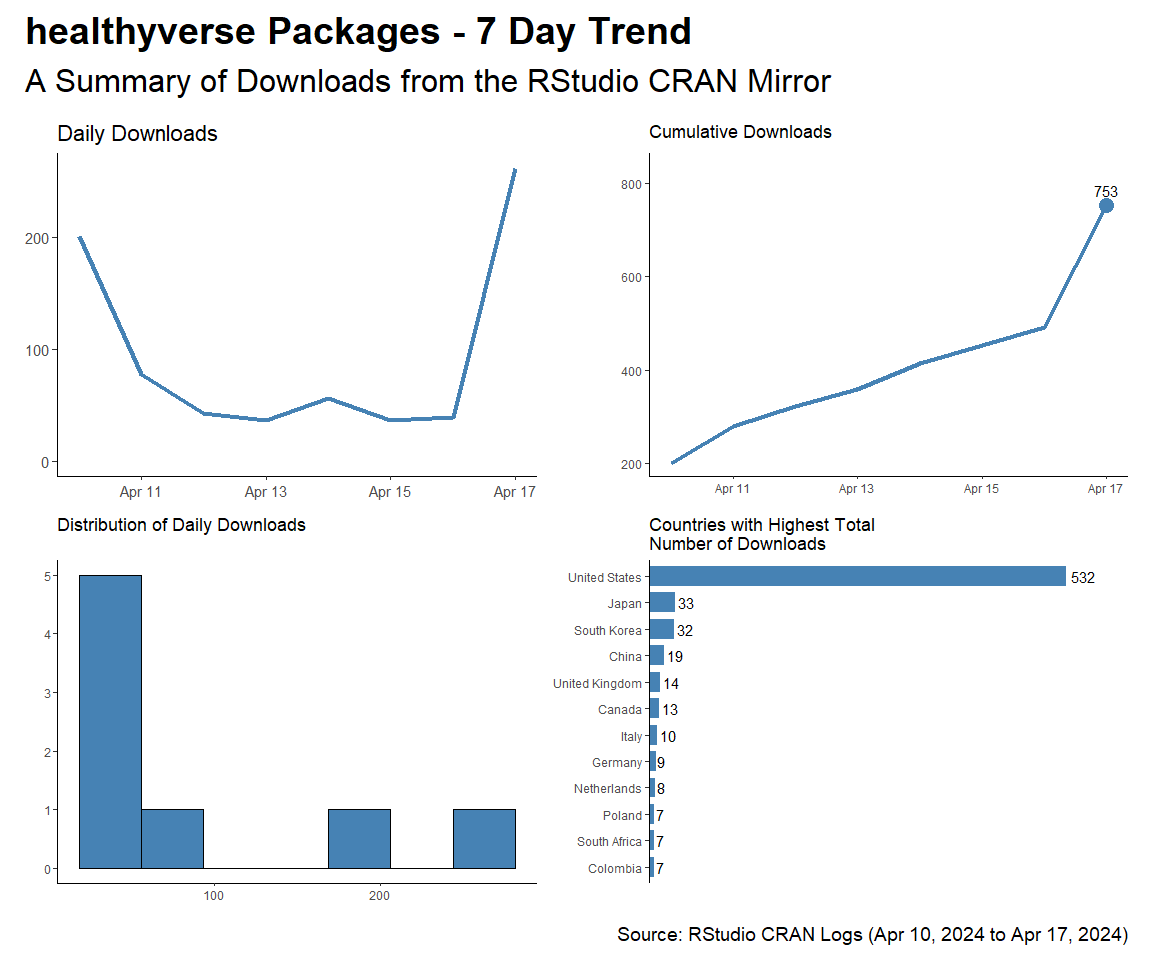 healthyverse Packages - 7 Day Trend
A Summary of Downloads from the RStudio CRAN Mirror
Daily Downloads
200
100
0
Apr 11
Apr 13
Apr 15
Apr 17
Cumulative Downloads
800
600
400
200
753
Apr 11
Apr 13
Apr 15
Apr 17
Distribution of Daily Downloads
5
4
3
2
1
0
100
200
Countries with Highest Total
Number of Downloads
United States 532
Japan 33
South Korea 32
China 19
United Kingdom 14
Canada 13
Italy 10
Germany 9
Netherlands 8
Poland 7
South Africa 7
Colombia 7
Source: RStudio CRAN Logs (Apr 10, 2024 to Apr 17, 2024)